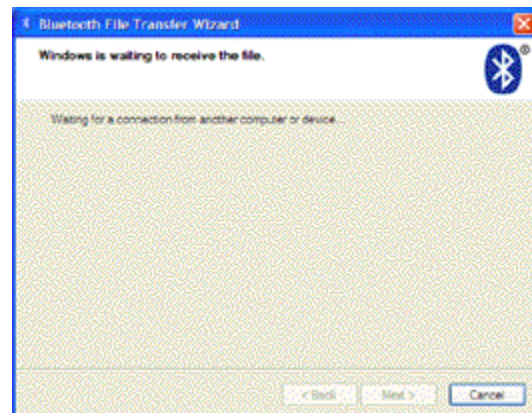 Bluetooth File Transfer Wizard
Windows is waiting to receive the file.
®
Waiting for a connection from another computer or device...
< Back
Next >
Cancel